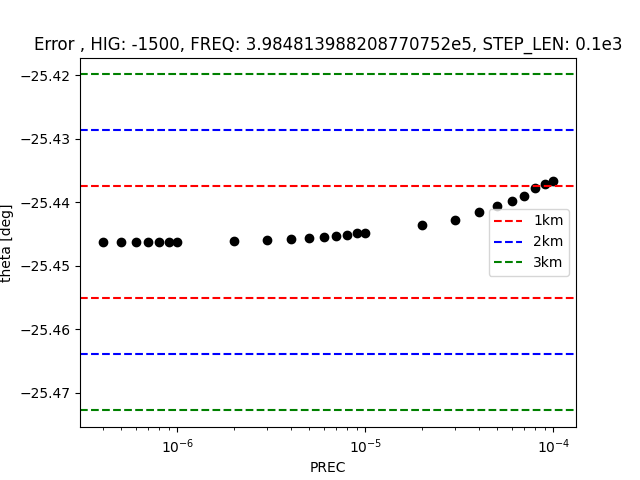 Error , HIG: -1500, FREQ: 3.984813988208770752e5, STEP_LEN: 0.1e3
−25.42
−25.43
−25.44
−25.45
−25.46
−25.47
theta [deg]
1km
2km
3km
10⁻⁶ 10⁻⁵ 10⁻⁴
PREC